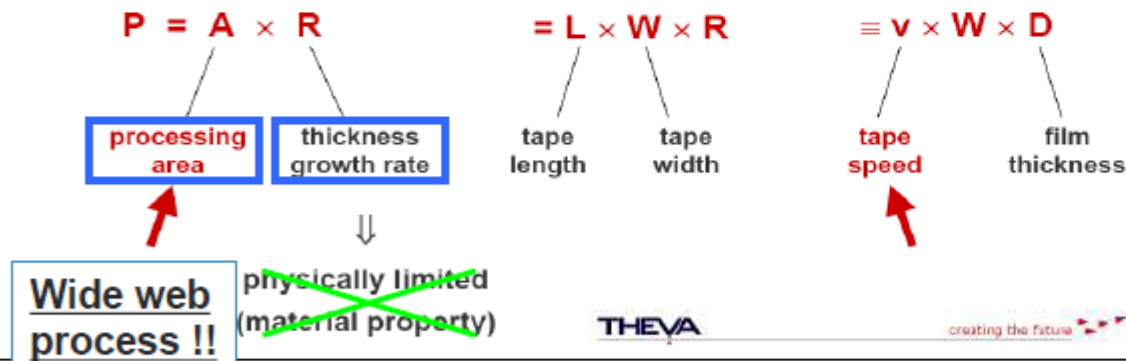 P = A × R
= L × W × R
≡ v × W × D
processing
area
thickness
growth rate
tape
length
tape
width
tape
speed
film
thickness
⇓
Wide web
process !!
physically limited
(material property)
THEVA
creating the future